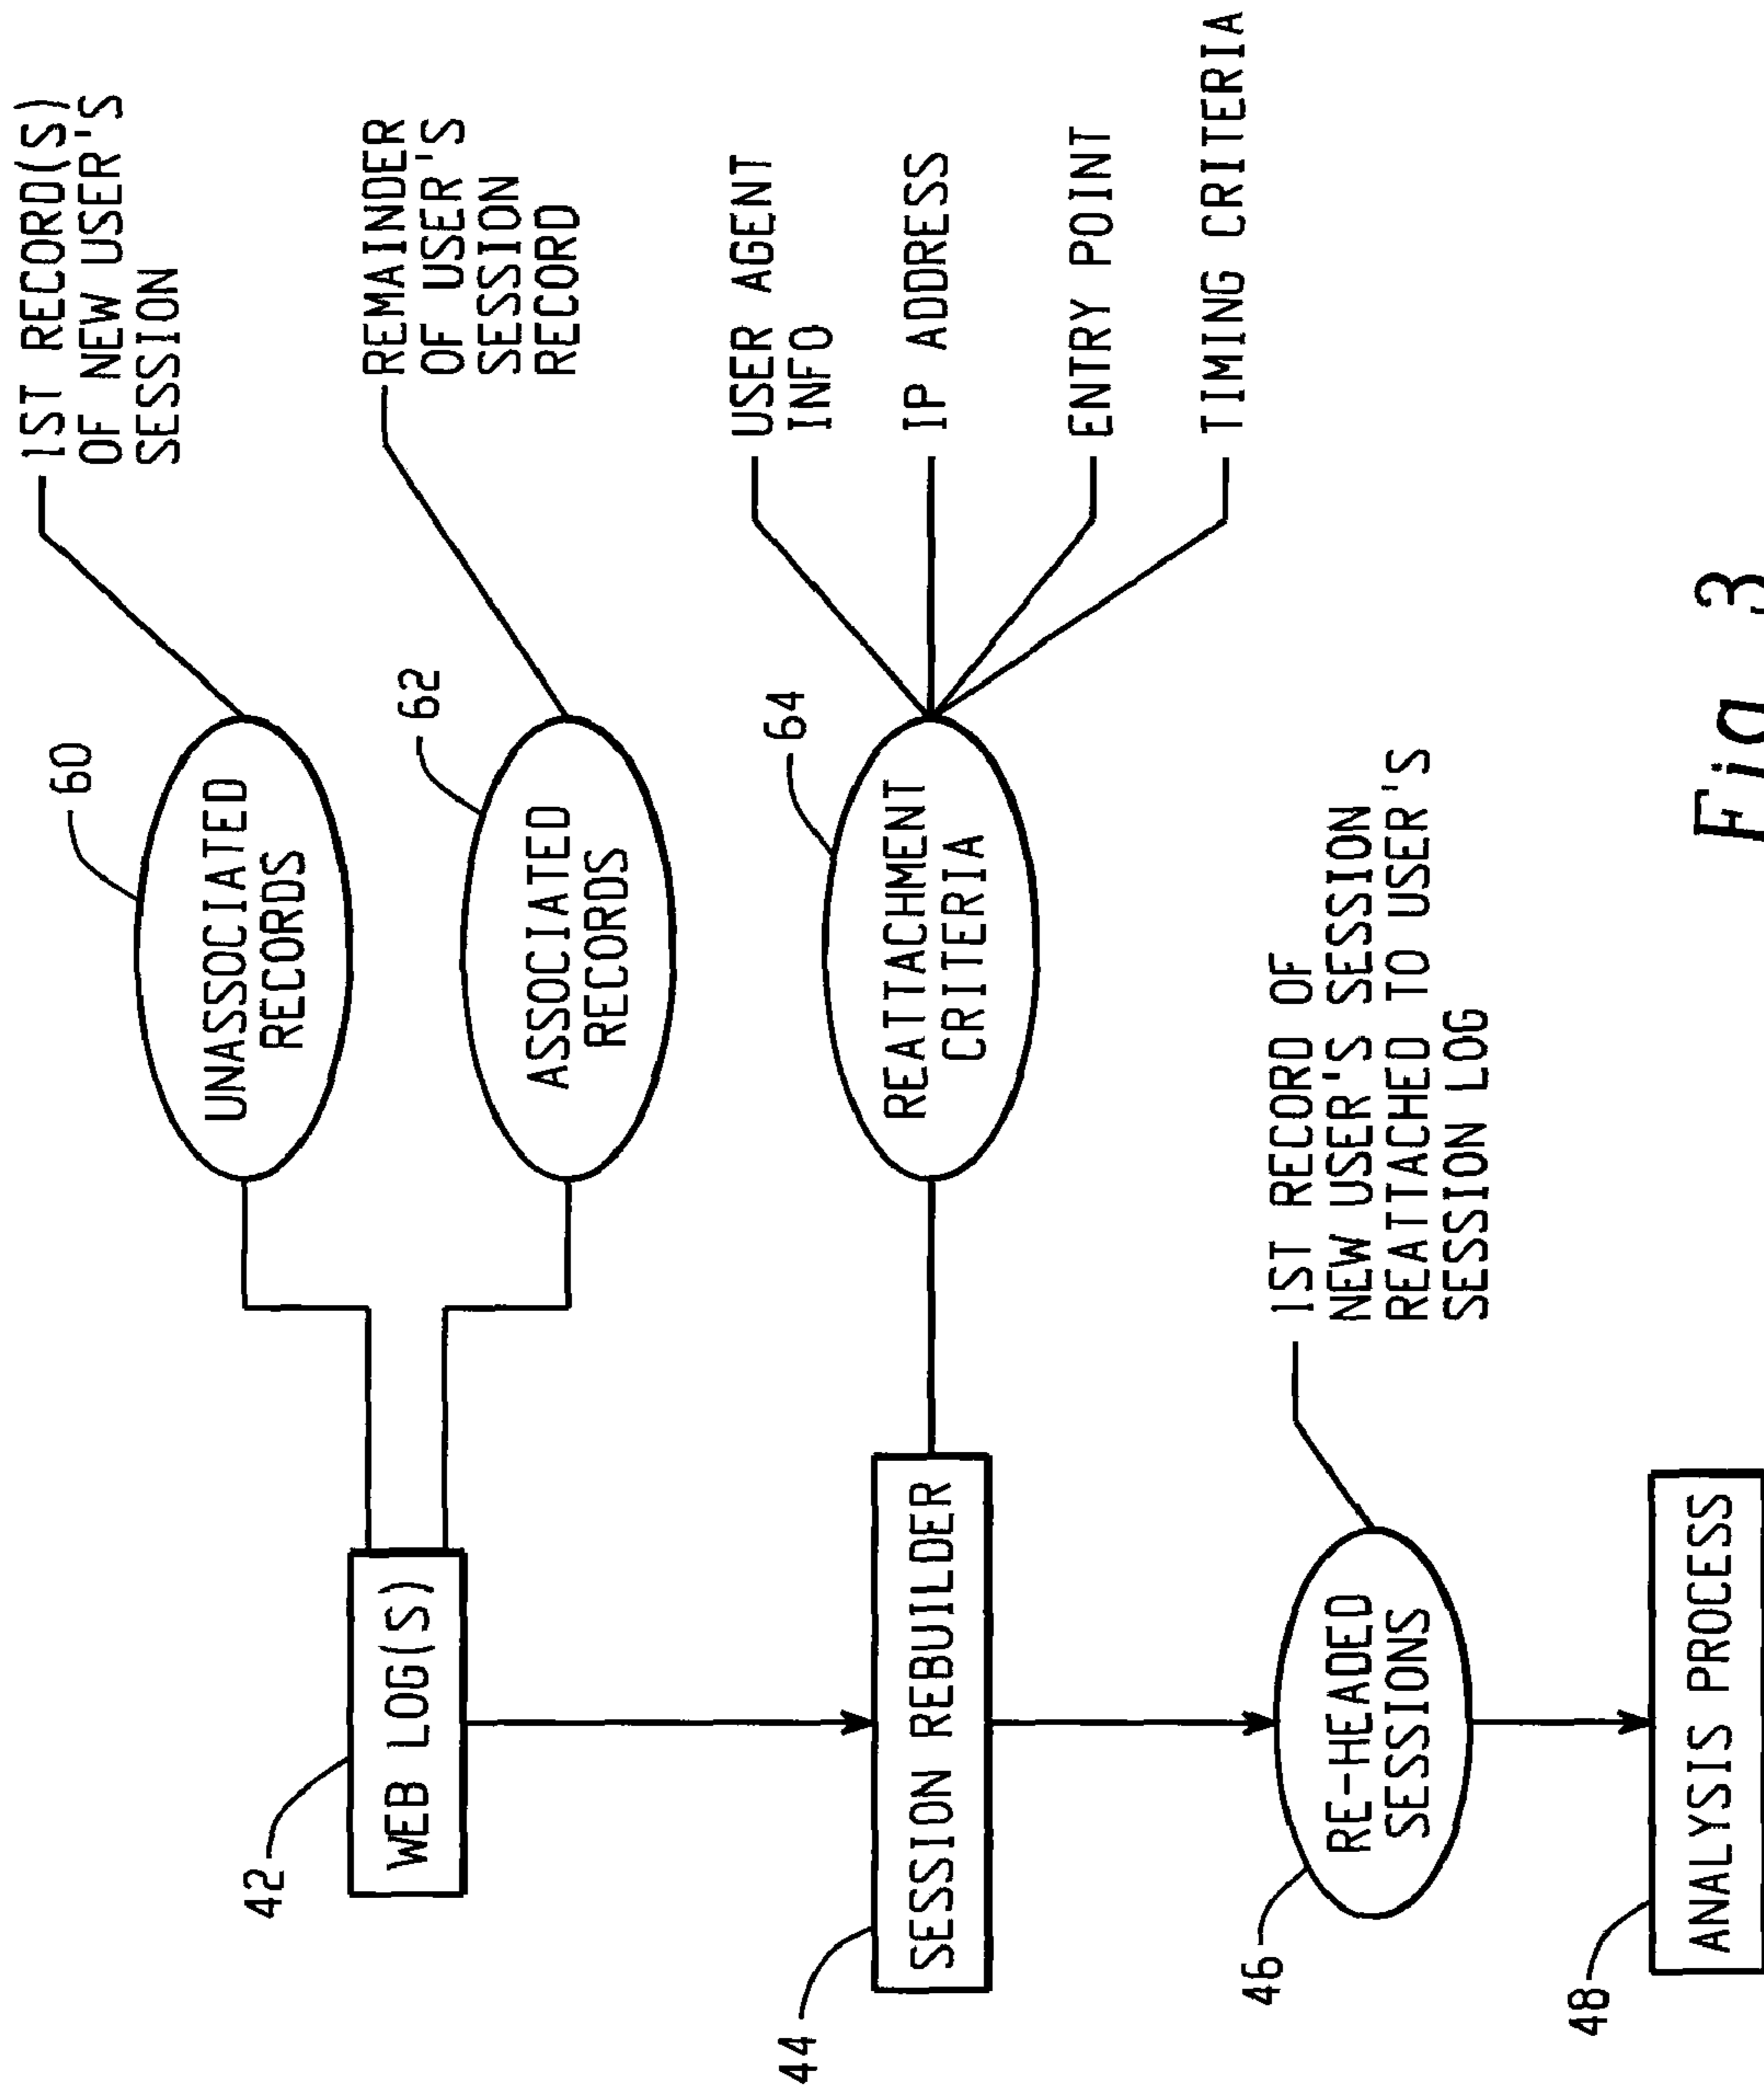 60
UNASSOCIATED
RECORDS
1ST RECORD(S)
OF NEW USER'S
SESSION
42
WEB LOG(S)
62
ASSOCIATED
RECORDS
REMAINDER
OF USER'S
SESSION
RECORD
44
SESSION REBUILDER
64
REATTACHMENT
CRITERIA
USER AGENT
INFO
IP ADDRESS
ENTRY POINT
TIMING CRITERIA
46
RE-HEADED
SESSIONS
1ST RECORD OF
NEW USER'S SESSION
REATTACHED TO USER'S
SESSION LOG
48
ANALYSIS PROCESS
Fig 3